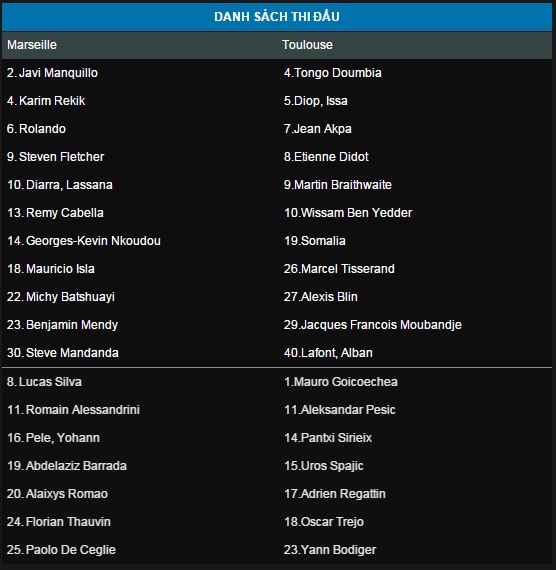 DANH SÁCH THI ĐẤU
Marseille Toulouse
2. Javi Manquillo 4.Tongo Doumbia
4. Karim Rekik 5.Diop, Issa
6. Rolando 7.Jean Akpa
9. Steven Fletcher 8.Etienne Didot
10. Diarra, Lassana 9.Martin Braithwaite
13. Remy Cabella 10.Wissam Ben Yedder
14. Georges-Kevin Nkoudou 19.Somalia
18. Mauricio Isla 26.Marcel Tisserand
22. Michy Batshuayi 27.Alexis Blin
23. Benjamin Mendy 29.Jacques Francois Moubandje
30. Steve Mandanda 40.Lafont, Alban
8. Lucas Silva 1.Mauro Goicoechea
11. Romain Alessandrini 11.Aleksandar Pesic
16. Pele, Yohann 14.Pantxi Sirieix
19. Abdelaziz Barrada 15.Uros Spajic
20. Alaixys Romao 17.Adrien Regattin
24. Florian Thauvin 18.Oscar Trejo
25. Paolo De Ceglie 23.Yann Bodiger